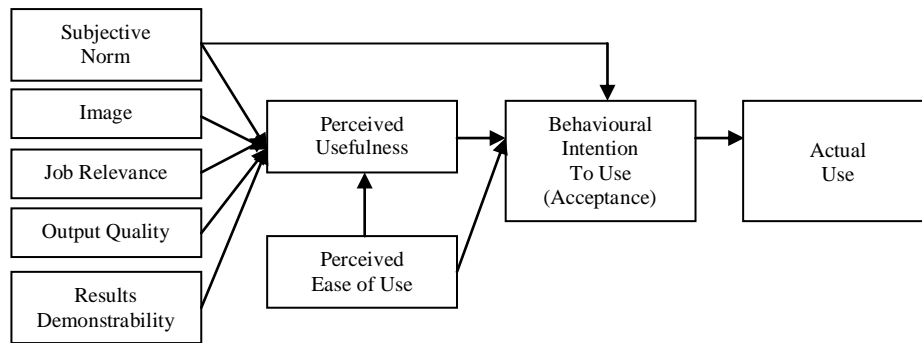 Subjective
Norm
Image
Job Relevance
Output Quality
Results
Demonstrability
Perceived
Usefulness
Perceived
Ease of Use
Behavioural
Intention
To Use
(Acceptance)
Actual
Use